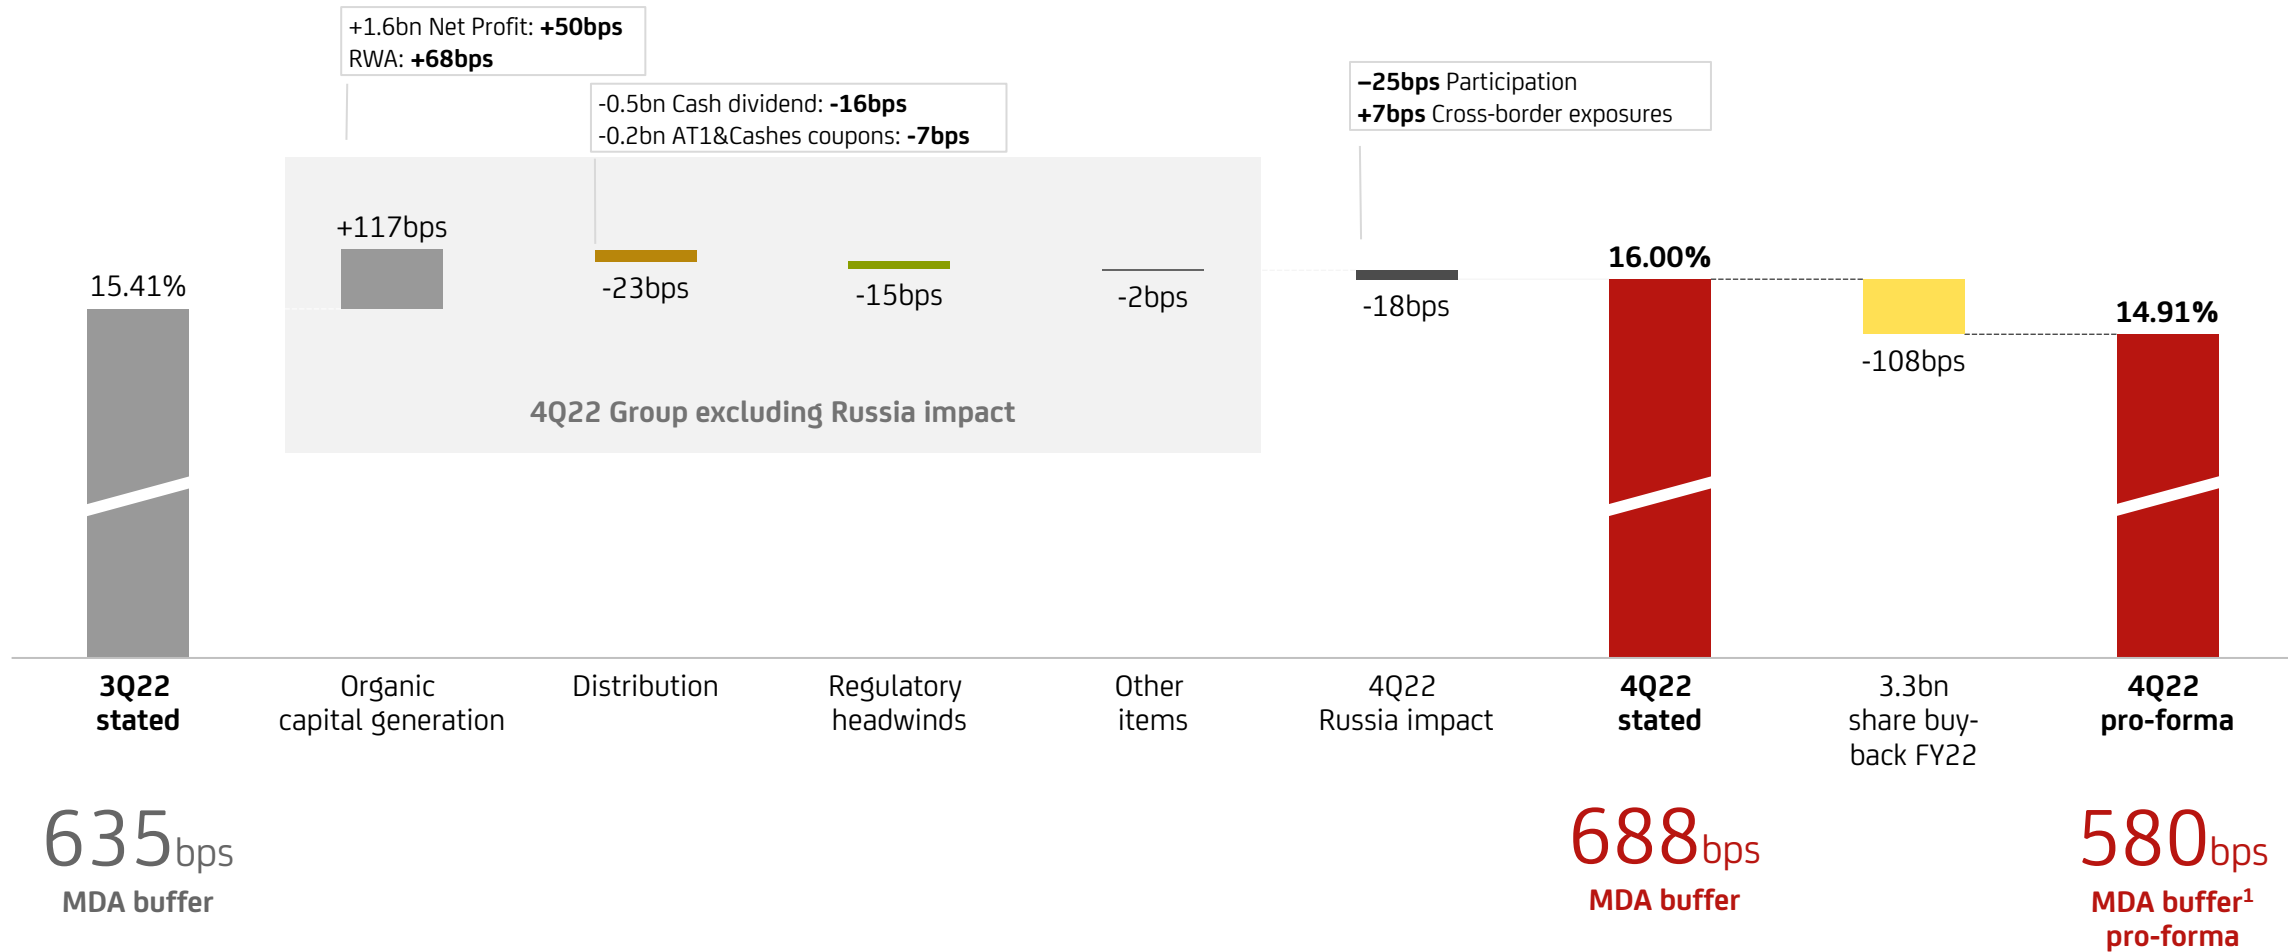 +1.6bn Net Profit: +50bps
RWA: +68bps
-0.5bn Cash dividend: -16bps
-0.2bn AT1&Cashes coupons: -7bps
–25bps Participation
+7bps Cross-border exposures
15.41%
+117bps
-23bps
-15bps
-2bps
-18bps
16.00%
-108bps
14.91%
4Q22 Group excluding Russia impact
3Q22
stated
Organic
capital generation
Distribution
Regulatory
headwinds
Other
items
4Q22
Russia impact
4Q22
stated
3.3bn
share buy-
back FY22
4Q22
pro-forma
635bps
MDA buffer
688bps
MDA buffer
580bps
MDA buffer¹
pro-forma